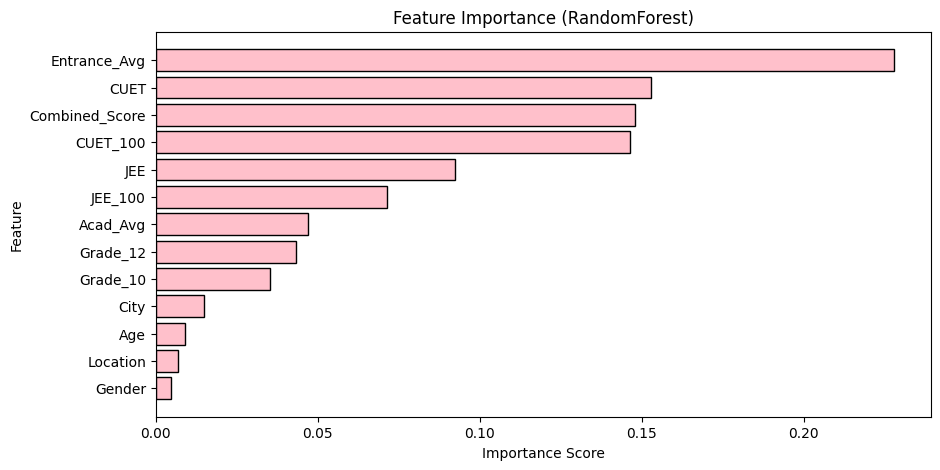 Feature Importance (RandomForest)
Entrance_Avg
CUET
Combined_Score
CUET_100
JEE
JEE_100
Acad_Avg
Grade_12
Grade_10
City
Age
Location
Gender
Feature
0.00 0.05 0.10 0.15 0.20
Importance Score